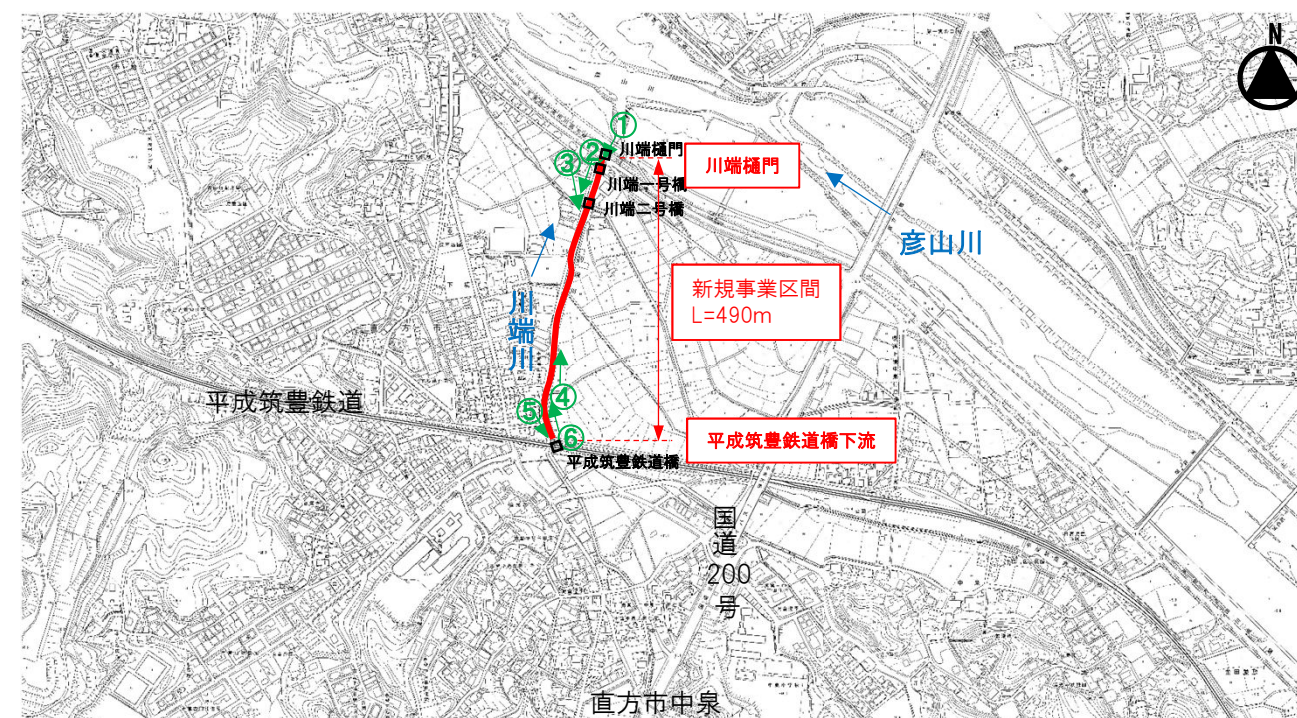 N
①
②
川端樋門
川端樋門
③
川端一号橋
川端二号橋
彦山川
新規事業区間
L=490m
川端川
平成筑豊鉄道
④
⑤
⑥
平成筑豊鉄道橋下流
平成筑豊鉄道橋
国道
200
号
直方市中泉